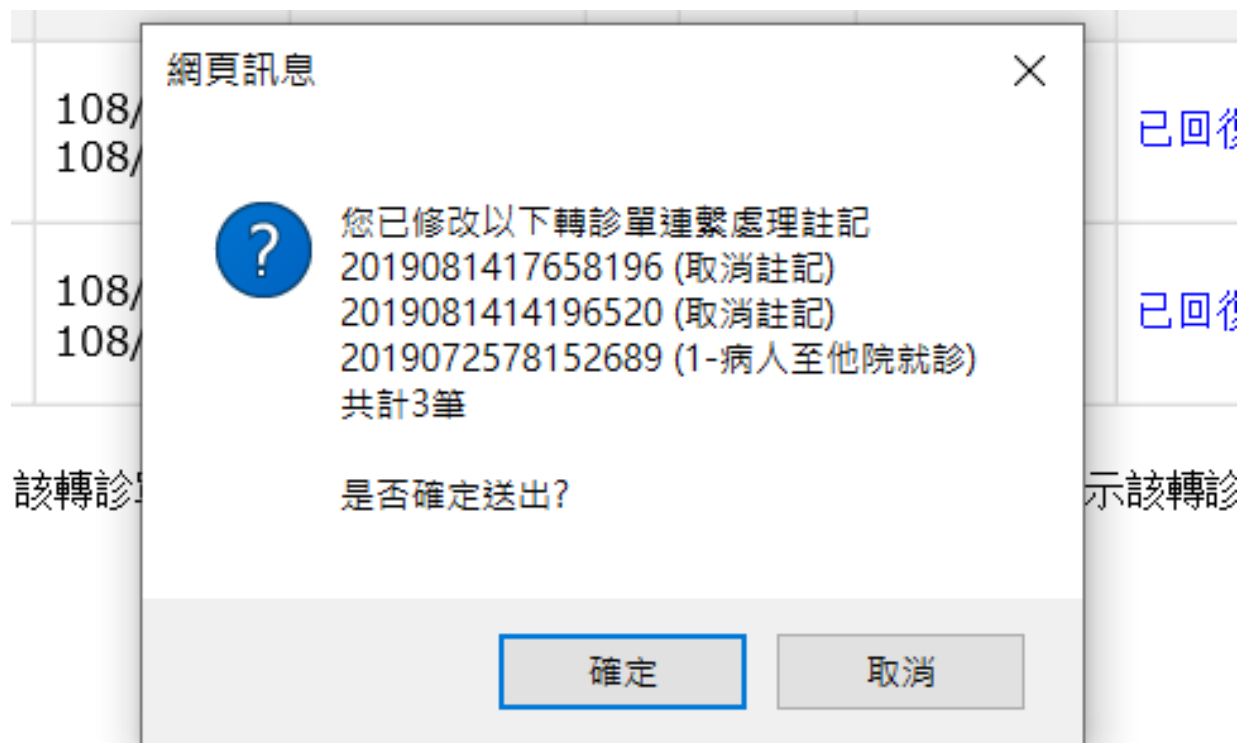 網頁訊息
108/
108/
已回
您已修改以下轉診單連繫處理註記
2019081417658196 (取消註記)
2019081414196520 (取消註記)
2019072578152689 (1-病人至他院就診)
共計3筆
108/
108/
已回
該轉診
是否確定送出?
示該轉診
確定
取消